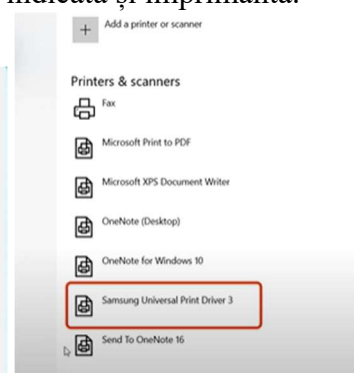 indicată și imprimanta.
+ Add a printer or scanner
Printers & scanners
Fax
Microsoft Print to PDF
Microsoft XPS Document Writer
OneNote (Desktop)
OneNote for Windows 10
Samsung Universal Print Driver 3
Send To OneNote 16